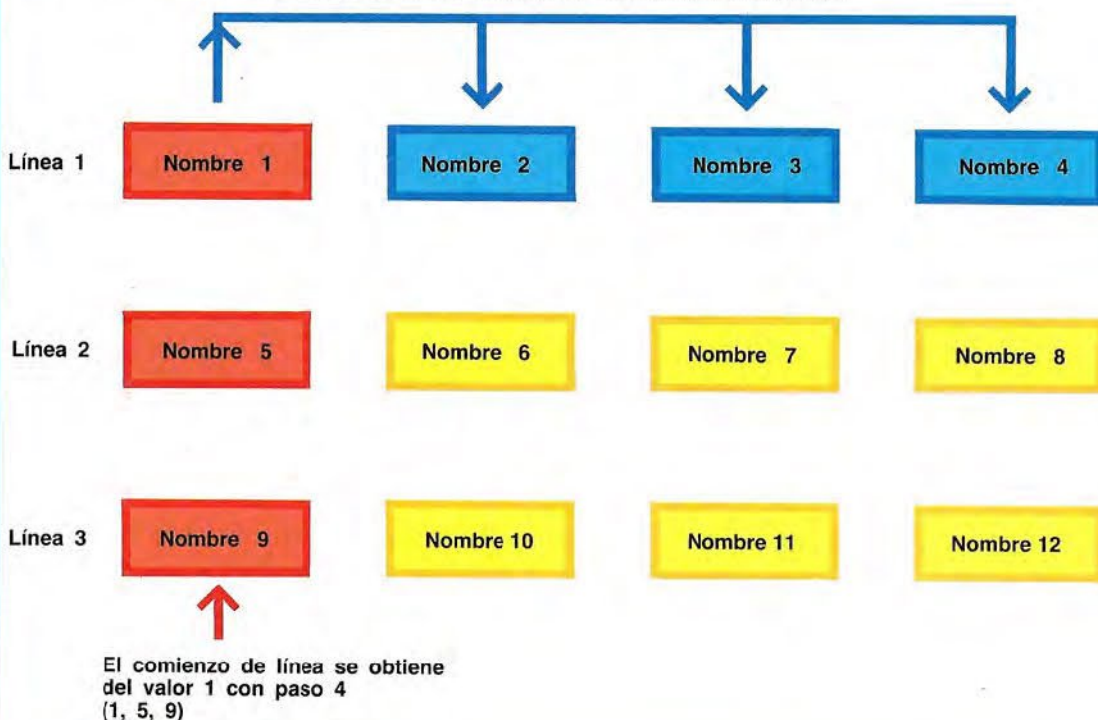 Línea 1 Nombre 1 Nombre 2 Nombre 3 Nombre 4
Línea 2 Nombre 5 Nombre 6 Nombre 7 Nombre 8
Línea 3 Nombre 9 Nombre 10 Nombre 11 Nombre 12
El comienzo de línea se obtiene
del valor 1 con paso 4
(1, 5, 9)